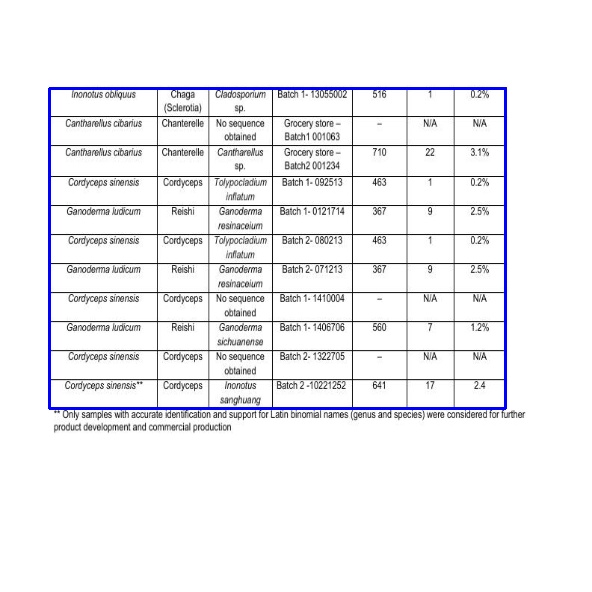 Inonotus obliquus Chaga Cladosporium Batch 1- 13055002 516 1 0.2%
(Sclerotia) sp.
Cantharellus cibarius Chanterelle No sequence Grocery store – – N/A N/A
obtained Batch1 001063
Cantharellus cibarius Chanterelle Cantharellus Grocery store – 710 22 3.1%
sp. Batch2 001234
Cordyceps sinensis Cordyceps Tolypocladium Batch 1- 092513 463 1 0.2%
inflatum
Ganoderma ludicum Reishi Ganoderma Batch 1- 0121714 367 9 2.5%
resinaceium
Cordyceps sinensis Cordyceps Tolypocladium Batch 2- 080213 463 1 0.2%
inflatum
Ganoderma ludicum Reishi Ganoderma Batch 2- 071213 367 9 2.5%
resinaceium
Cordyceps sinensis Cordyceps No sequence Batch 1- 1410004 – N/A N/A
obtained
Ganoderma ludicum Reishi Ganoderma Batch 1- 1406706 560 7 1.2%
sichuanense
Cordyceps sinensis Cordyceps No sequence Batch 2- 1322705 – N/A N/A
obtained
Cordyceps sinensis** Cordyceps Inonotus Batch 2 -10221252 641 17 2.4
sanghuang
** Only samples with accurate identification and support for Latin binomial names (genus and species) were considered for further
product development and commercial production